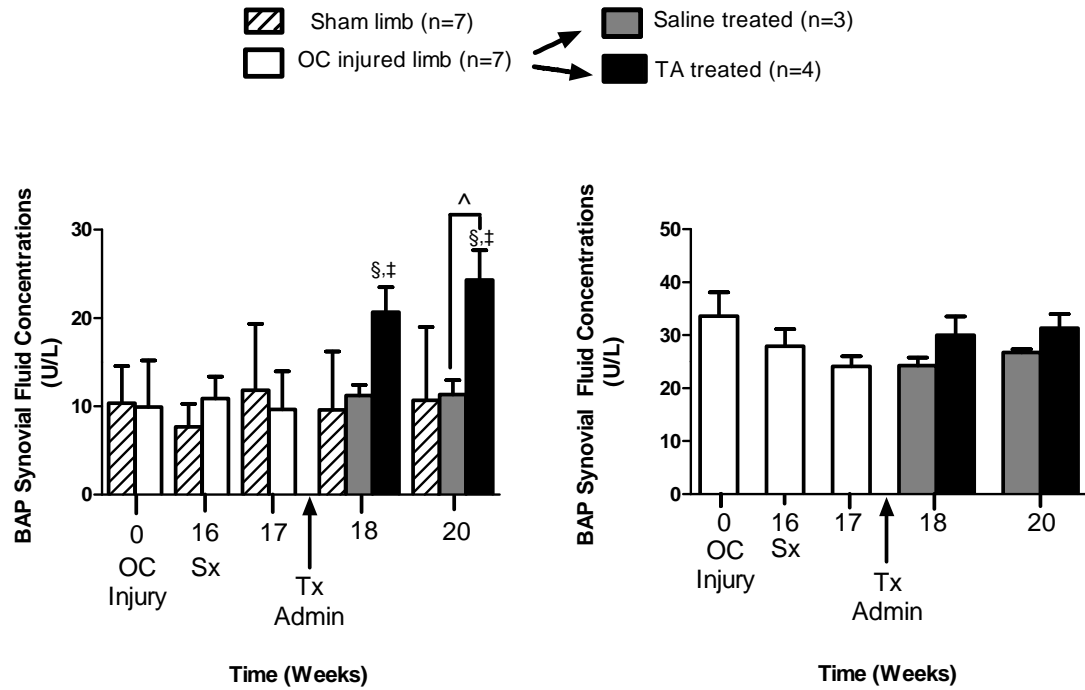 Sham limb (n=7)
OC injured limb (n=7)
Saline treated (n=3)
TA treated (n=4)
BAP Synovial Fluid Concentrations
(U/L)
30
20
10
0
^
§,‡
§,‡
0
16
17
18
20
OC
Injury
Sx
Tx
Admin
Time (Weeks)
BAP Synovial Fluid Concentrations
(U/L)
50
40
30
20
10
0
0
16
17
18
20
OC
Injury
Sx
Tx
Admin
Time (Weeks)